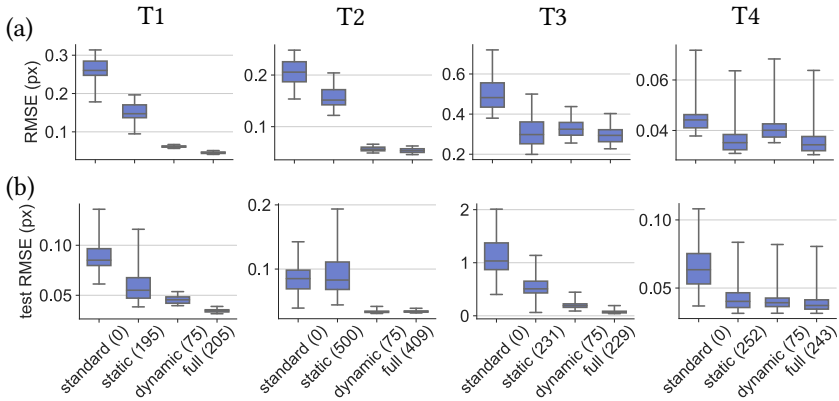 T1 T2 T3 T4
(a)
RMSE (px)
0.3
0.2
0.1
0.2
0.1
0.6
0.4
0.2
0.06
0.04
(b)
test RMSE (px)
0.10
0.05
0.2
0.1
2
1
0
0.10
0.05
standard (0) static (195) dynamic (75) full (205)
standard (0) static (500) dynamic (75) full (409)
standard (0) static (231) dynamic (75) full (229)
standard (0) static (252) dynamic (75) full (243)